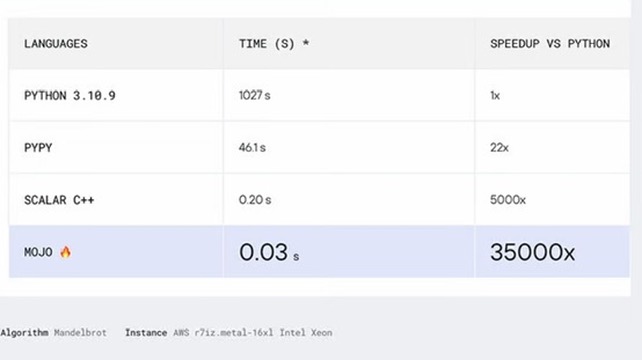 LANGUAGES TIME (S) * SPEEDUP VS PYTHON
PYTHON 3.10.9 1027 s 1x
PYPY 46.1 s 22x
SCALAR C++ 0.20 s 5000x
MOJO 🔥 0.03 s 35000x
Algorithm Mandelbrot Instance AWS r7iz.metal-16xl Intel Xeon